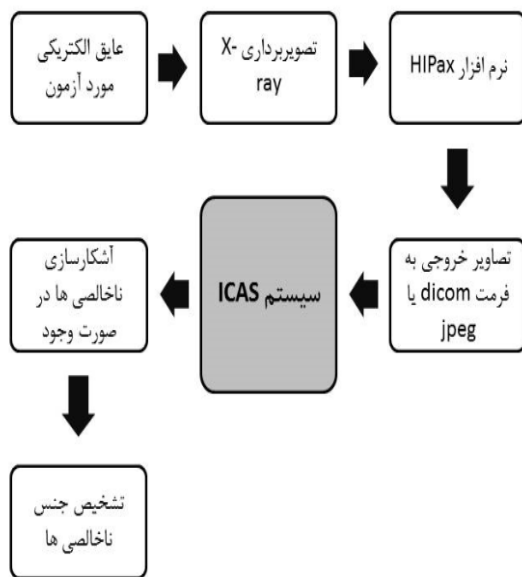 عایق الکتریکی
مورد آزمون
تصویربرداری X-
ray
نرم افزار HIPax
تصاویر خروجی به
فرمت dicom یا
jpeg
سیستم ICAS
آشکارسازی
ناخالصی ها در
صورت وجود
تشخیص جنس
ناخالصی ها